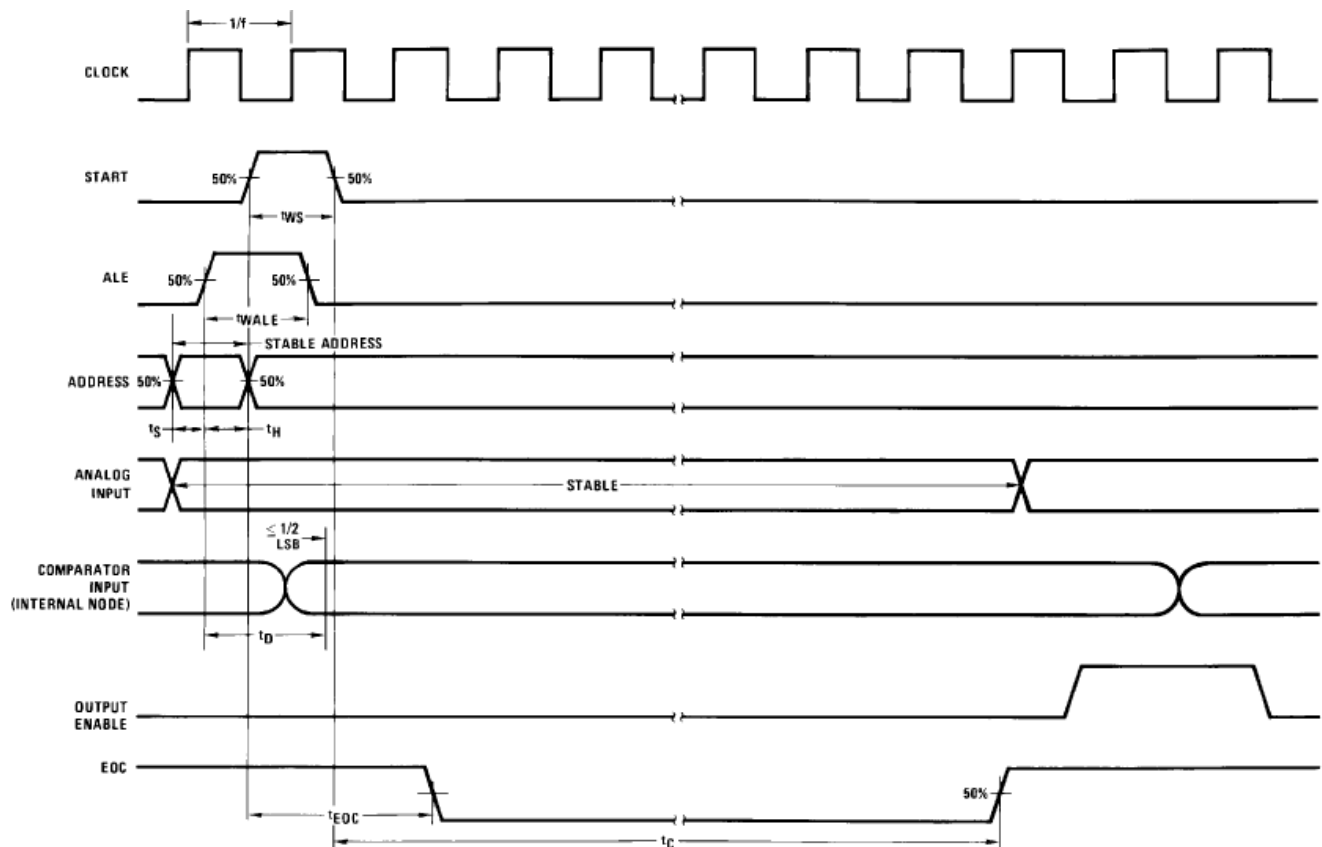 1/f
CLOCK
START
50%
50%
tWS
ALE
50%
50%
tWALE
STABLE ADDRESS
ADDRESS
50%
50%
tS
tH
ANALOG
INPUT
STABLE
≤ 1/2
LSB
COMPARATOR
INPUT
(INTERNAL NODE)
tD
OUTPUT
ENABLE
EOC
50%
tEOC
tC